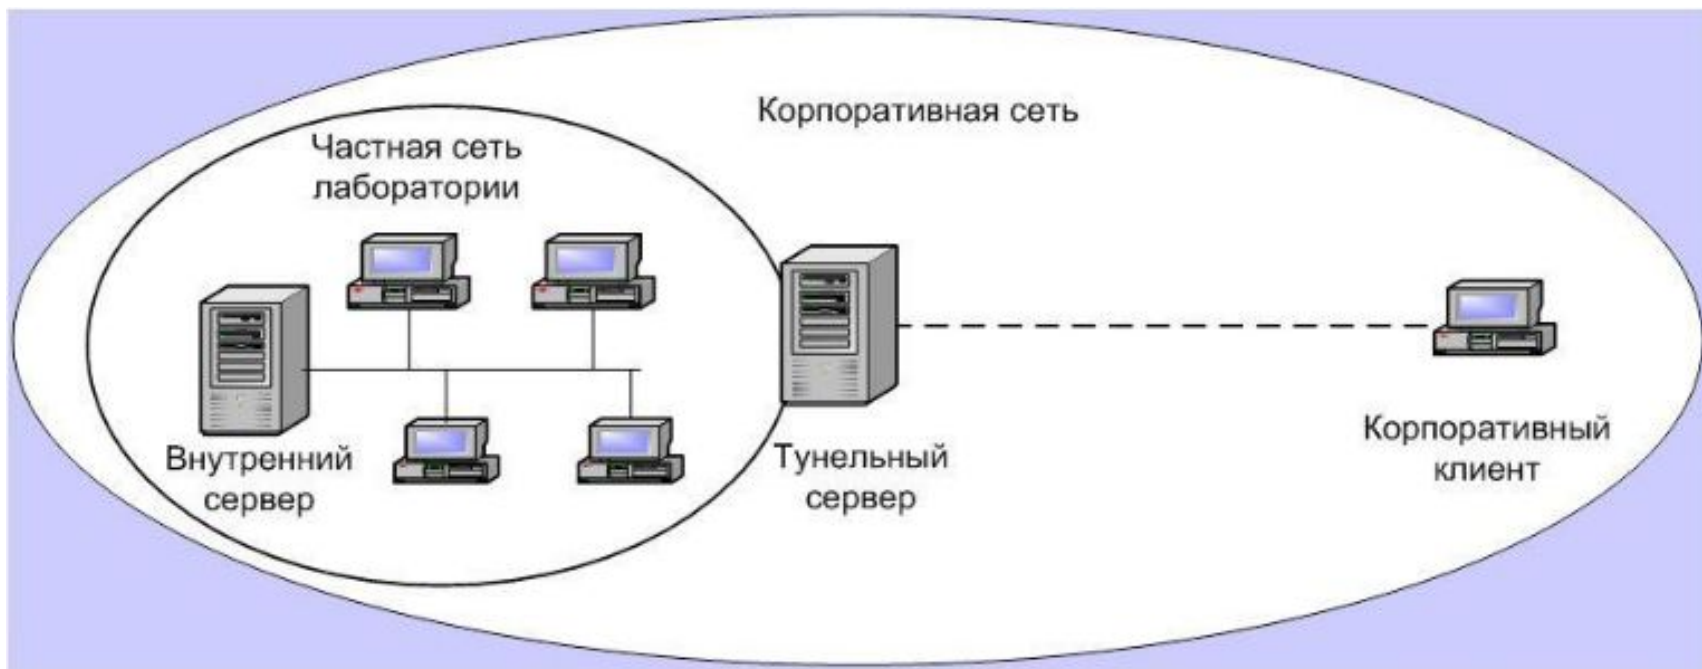 Корпоративная сеть
Частная сеть
лаборатории
Внутренний
сервер
Тунельный
сервер
Корпоративный
клиент